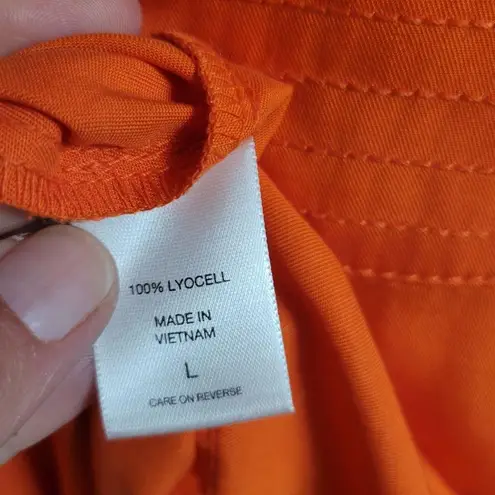 100% LYOCELL
MADE IN
VIETNAM
L
CARE ON REVERSE